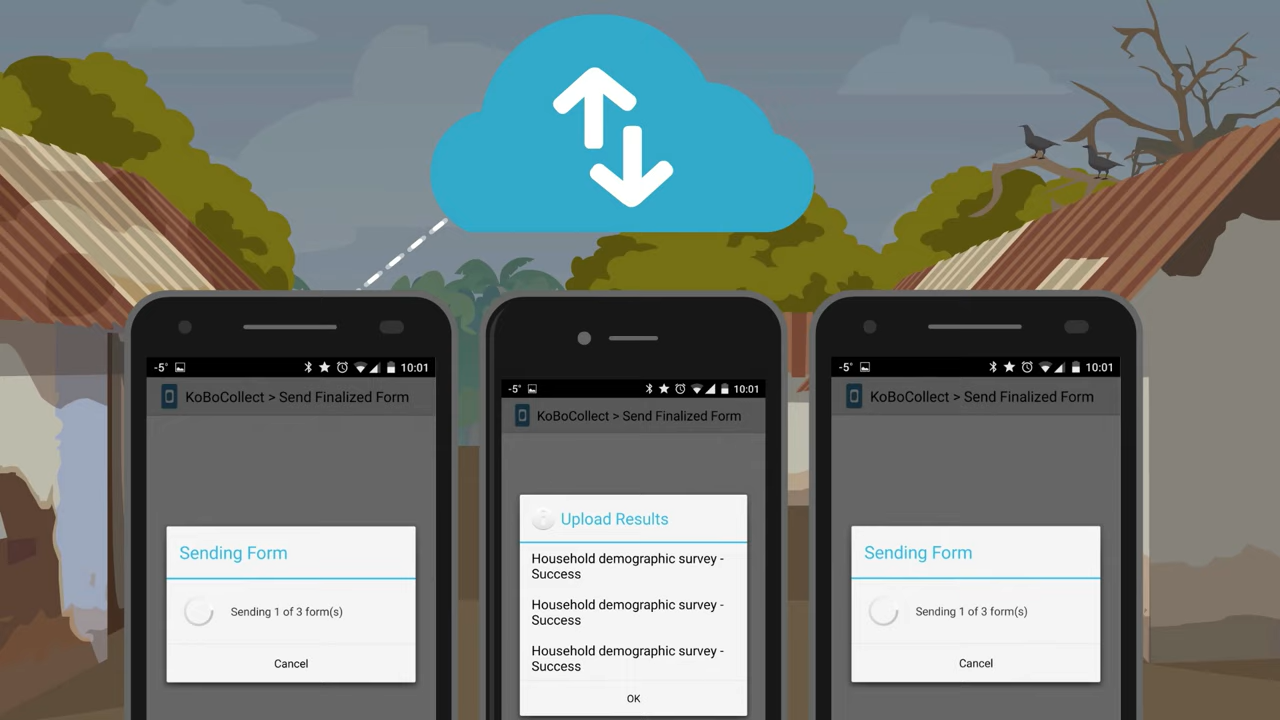 -5° 10:01
KoBoCollect > Send Finalized Form
Sending Form
Sending 1 of 3 form(s)
Cancel
-5° 10:01
KoBoCollect > Send Finalized Form
Upload Results
Household demographic survey -
Success
Household demographic survey -
Success
Household demographic survey -
Success
OK
-5° 10:01
KoBoCollect > Send Finalized Form
Sending Form
Sending 1 of 3 form(s)
Cancel